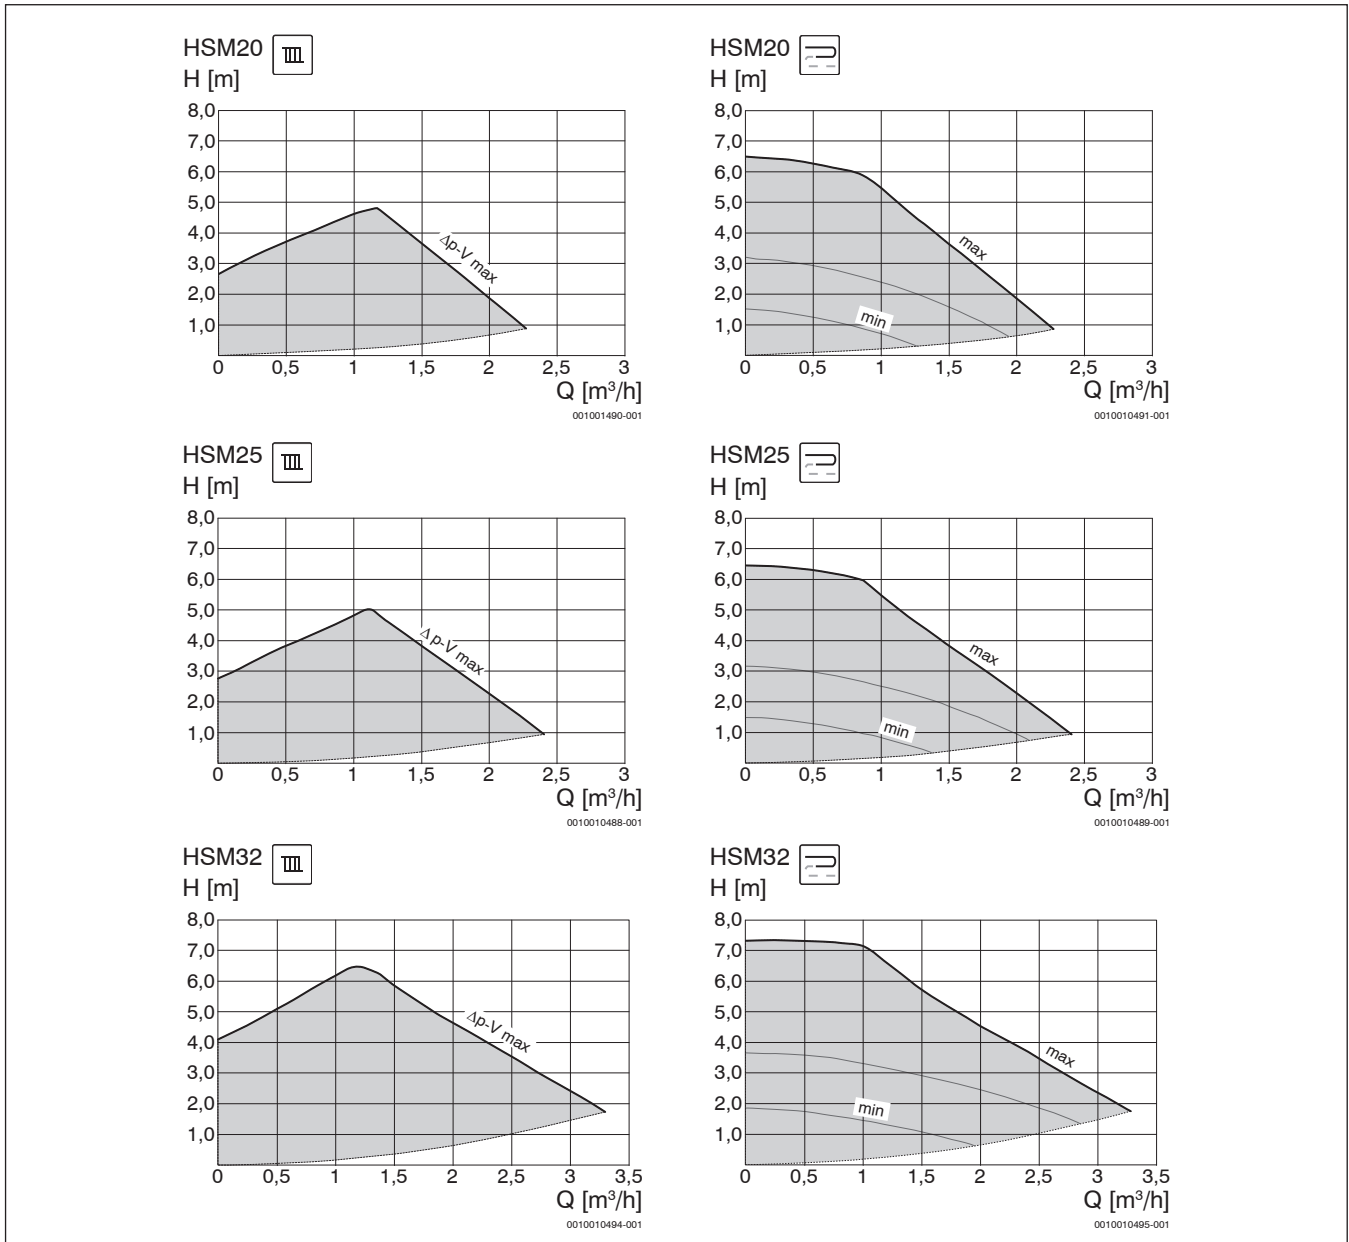 HSM20
H [m]
8,0
7,0
6,0
5,0
4,0
3,0
2,0
1,0
Δp-V max
0 0,5 1 1,5 2 2,5 3
Q [m³/h]
001001490-001
HSM20
H [m]
8,0
7,0
6,0
5,0
4,0
3,0
2,0
1,0
max
min
0 0,5 1 1,5 2 2,5 3
Q [m³/h]
0010010491-001
HSM25
H [m]
8,0
7,0
6,0
5,0
4,0
3,0
2,0
1,0
Δ p-V max
0 0,5 1 1,5 2 2,5 3
Q [m³/h]
0010010488-001
HSM25
H [m]
8,0
7,0
6,0
5,0
4,0
3,0
2,0
1,0
max
min
0 0,5 1 1,5 2 2,5 3
Q [m³/h]
0010010489-001
HSM32
H [m]
8,0
7,0
6,0
5,0
4,0
3,0
2,0
1,0
Δp-V max
0 0,5 1 1,5 2 2,5 3 3,5
Q [m³/h]
0010010494-001
HSM32
H [m]
8,0
7,0
6,0
5,0
4,0
3,0
2,0
1,0
max
min
0 0,5 1 1,5 2 2,5 3 3,5
Q [m³/h]
0010010495-001